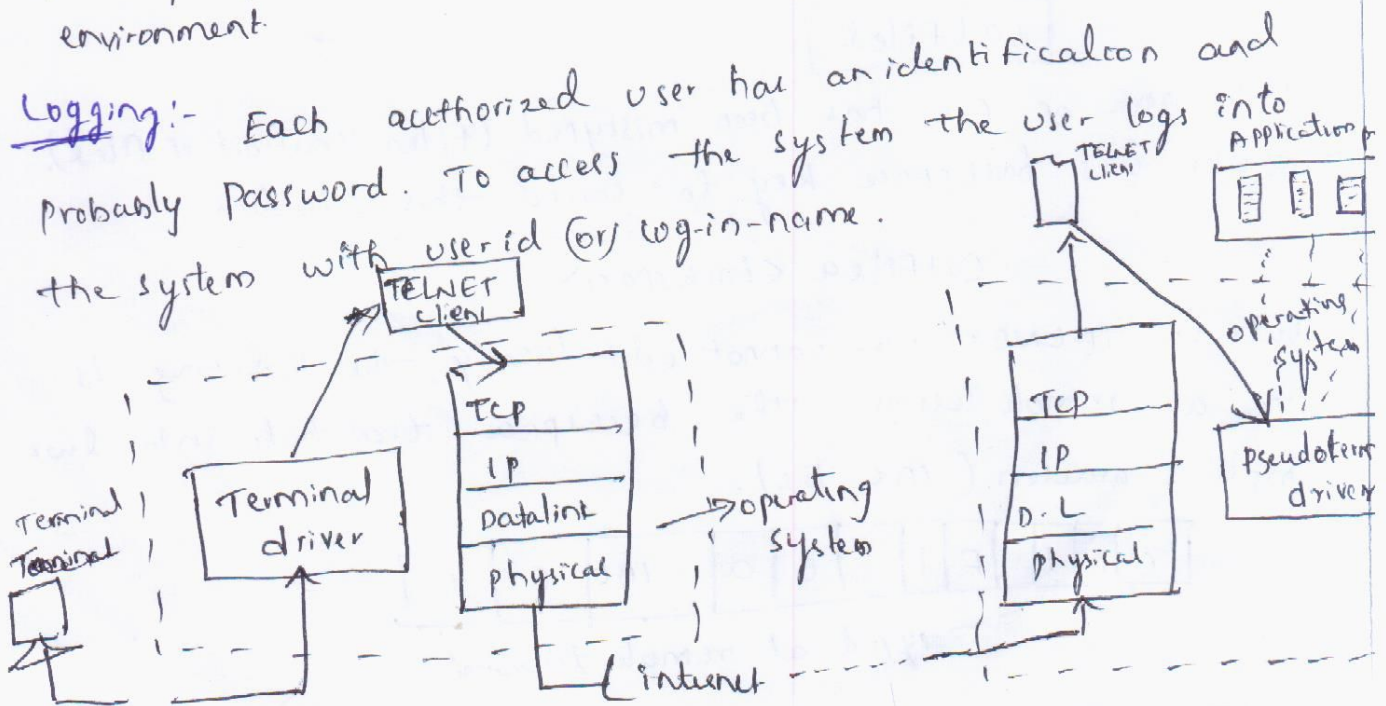 environment
Logging:- Each authorized user has an identification and
probably password. To access the system the user logs into
the system with userid (or) log-in-name.
TELNET
client
Application
TELNET
client
operating
system
TCP
IP
Datalink
physical
Terminal
driver
Terminal
Terminal
operating
system
TCP
IP
D.L
physical
pseudoterm
driver
internet